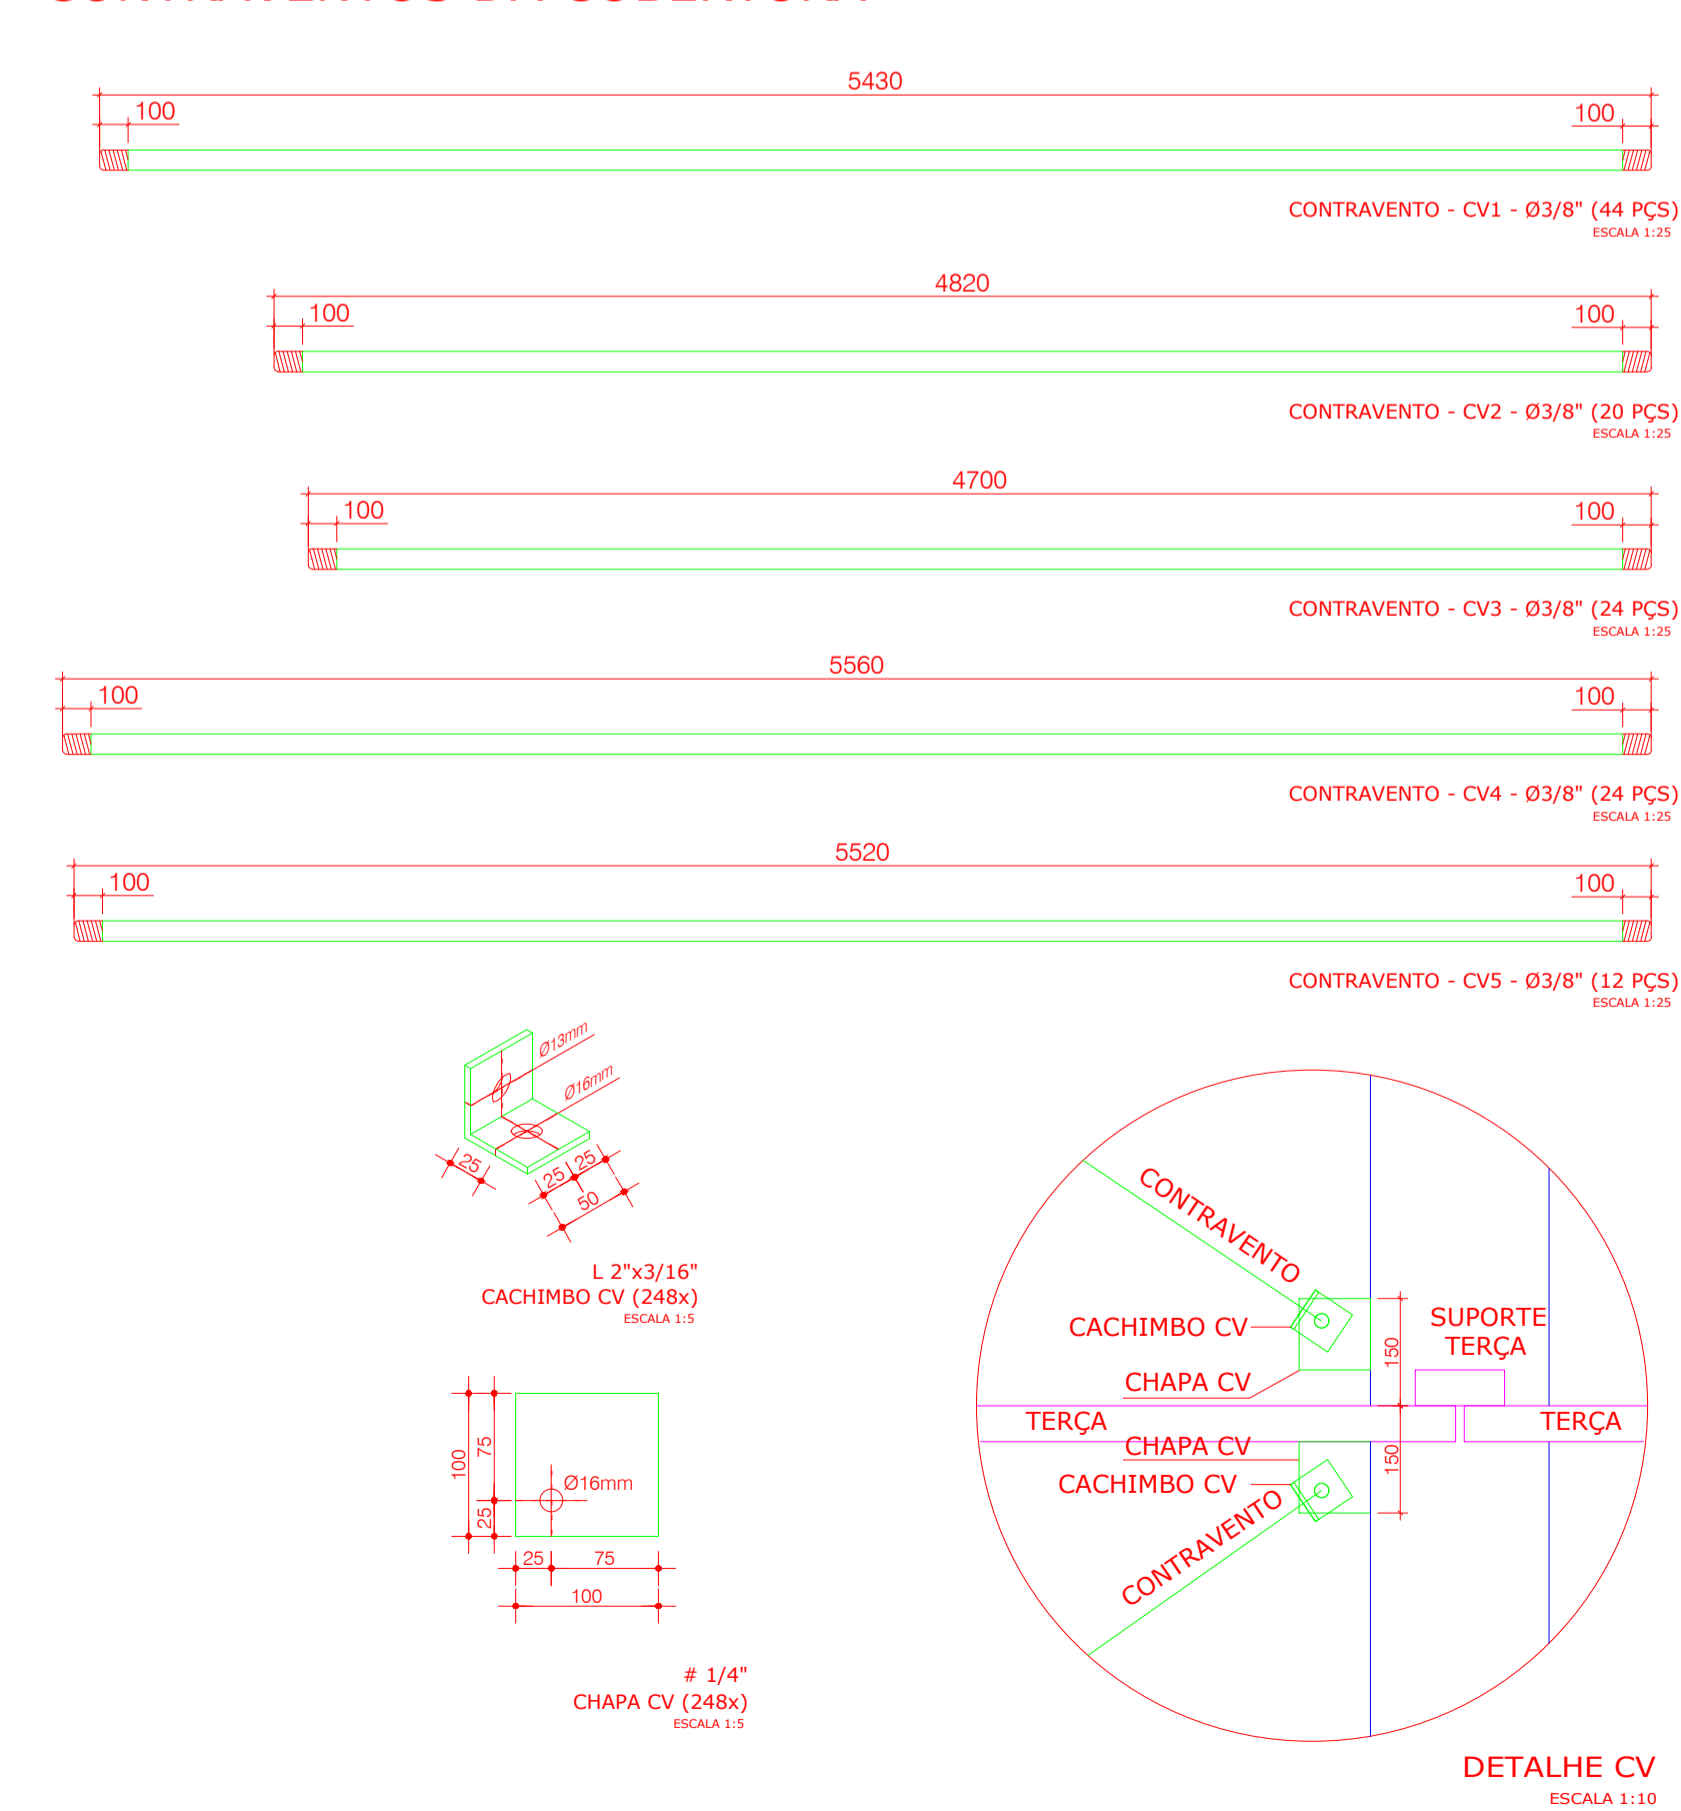 5430
100
100
CONTRAVENTO - CV1 - Ø3/8" (44 PÇS)
ESCALA 1:25
4820
100
100
CONTRAVENTO - CV2 - Ø3/8" (20 PÇS)
ESCALA 1:25
4700
100
100
CONTRAVENTO - CV3 - Ø3/8" (24 PÇS)
ESCALA 1:25
5560
100
100
CONTRAVENTO - CV4 - Ø3/8" (24 PÇS)
ESCALA 1:25
5520
100
100
CONTRAVENTO - CV5 - Ø3/8" (12 PÇS)
ESCALA 1:25
Ø13mm
Ø16mm
25
25
25
50
L 2"x3/16"
CACHIMBO CV (248x)
ESCALA 1:5
100
75
25
Ø16mm
25
75
100
# 1/4"
CHAPA CV (248x)
ESCALA 1:5
CONTRAVENTO
CACHIMBO CV
SUPORTE
TERÇA
150
CHAPA CV
TERÇA
TERÇA
CHAPA CV
150
CACHIMBO CV
CONTRAVENTO
DETALHE CV
ESCALA 1:10